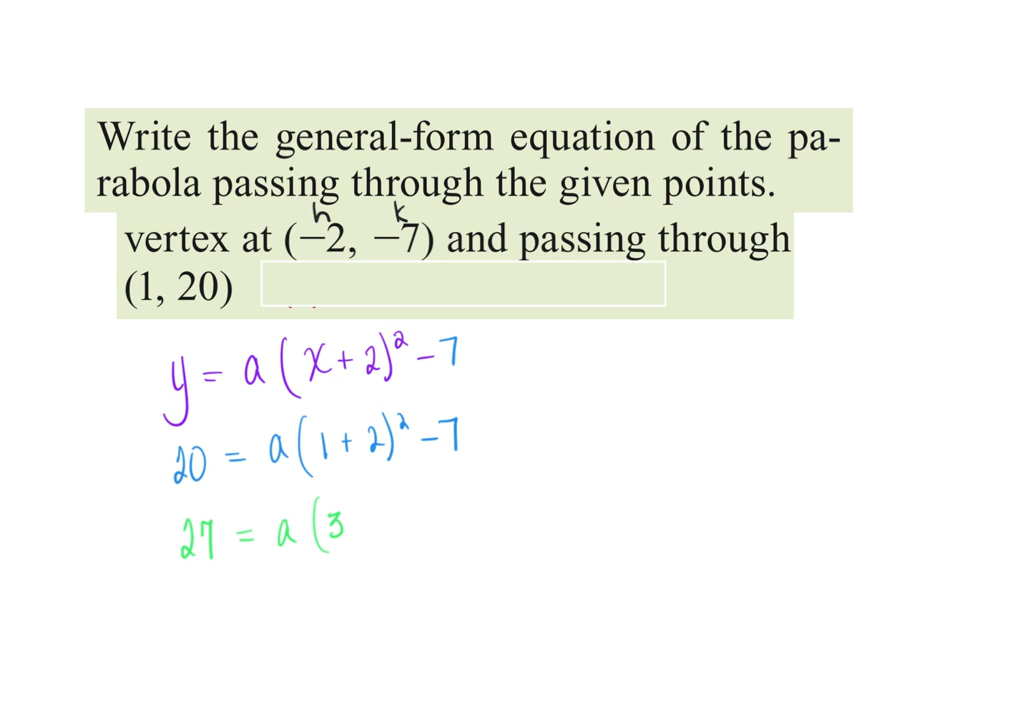 Write the general-form equation of the pa-
rabola passing through the given points.
h k
vertex at (−2, −7) and passing through
(1, 20)
y = a(x+2)² -7
20 = a(1+2)² -7
27 = a(3